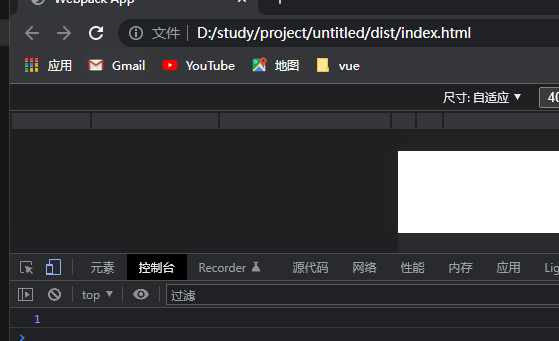 Webpack App
文件 D:/study/project/untitled/dist/index.html
应用 Gmail YouTube 地图 vue
尺寸: 自适应 ▼ 40
元素 控制台 Recorder 源代码 网络 性能 内存 应用 Lig
top ▼ 过滤
1